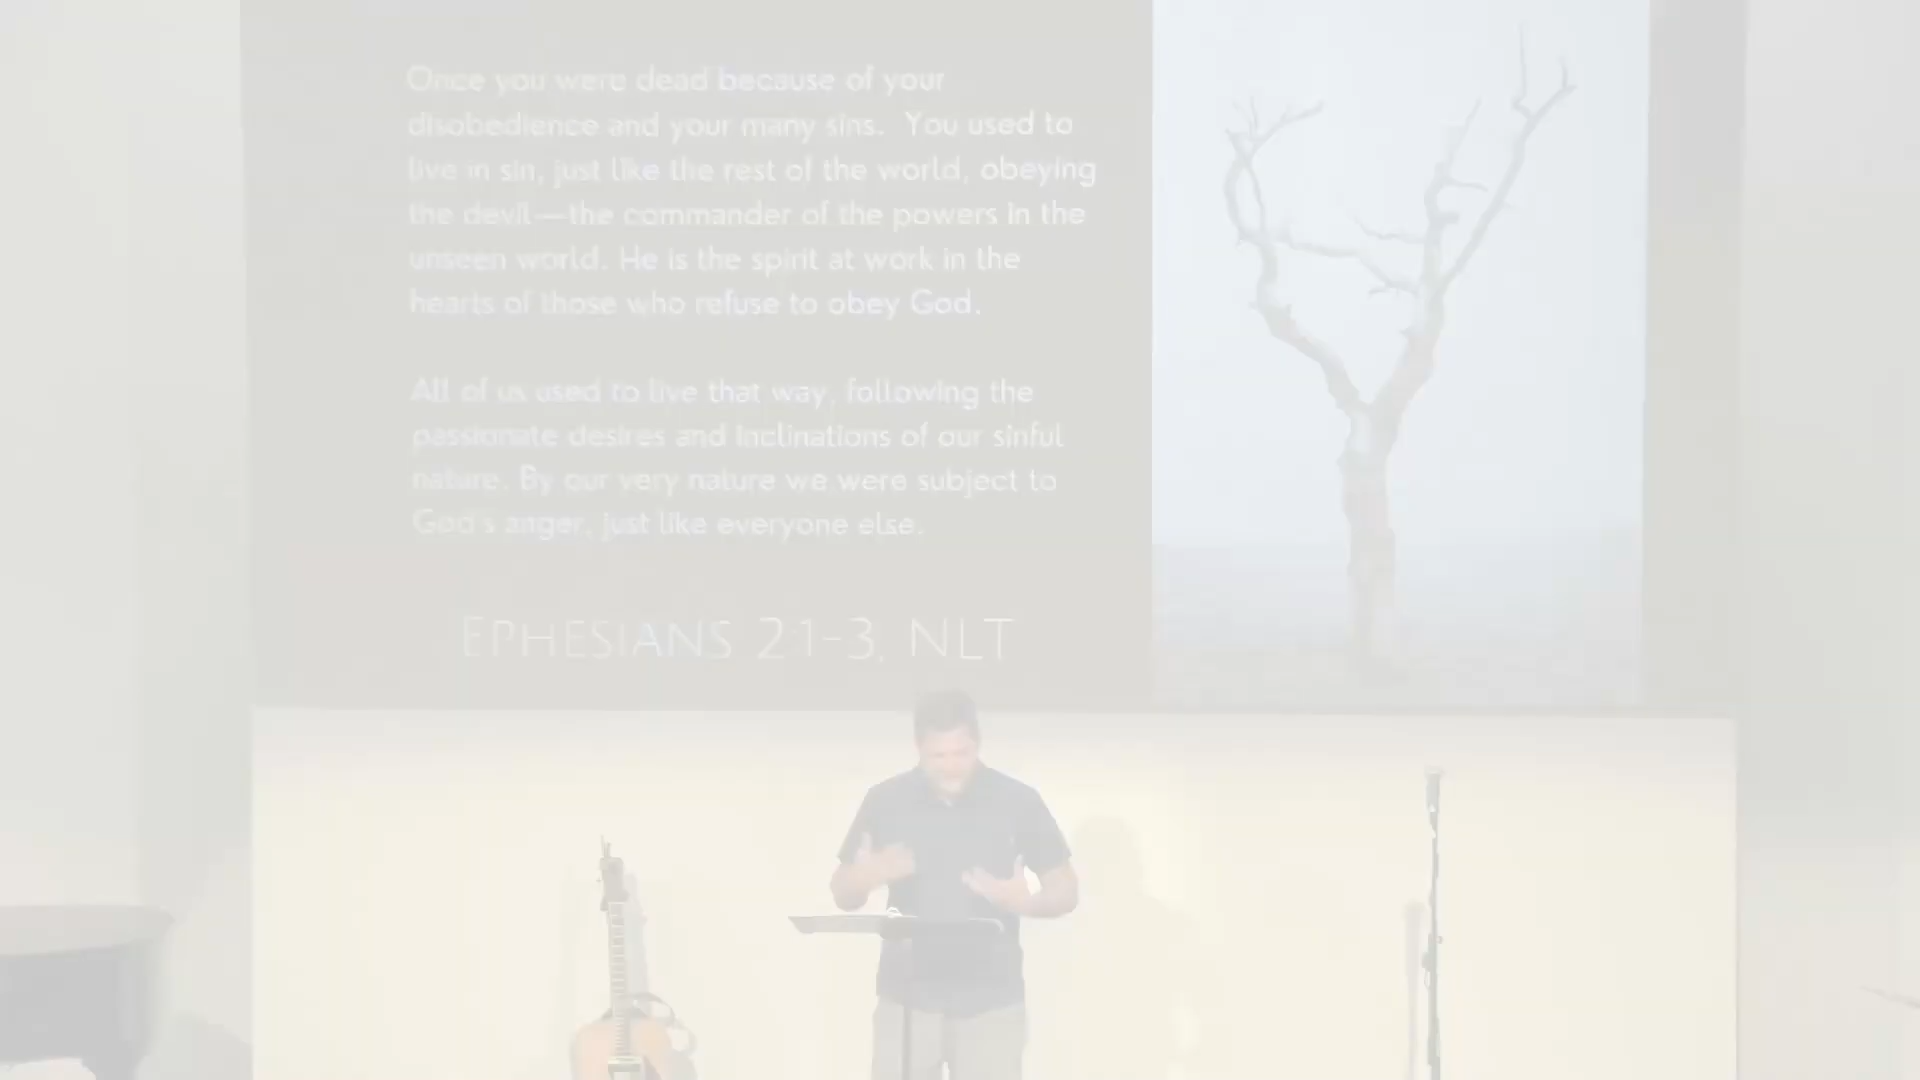 Once you were dead because of your
disobedience and your many sins. You used to
live in sin, just like the rest of the world, obeying
the devil—the commander of the powers in the
unseen world. He is the spirit at work in the
hearts of those who refuse to obey God.
All of us used to live that way, following the
passionate desires and inclinations of our sinful
nature. By our very nature we were subject to
God's anger, just like everyone else.
EPHESIANS 2:1-3, NLT